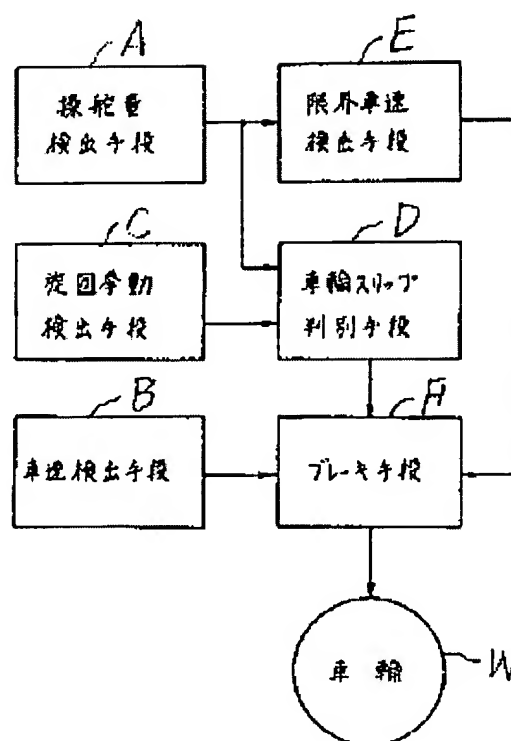 A
操舵量
検出手段
E
限界車速
検出手段
C
旋回挙動
検出手段
D
車輪スリップ
判別手段
B
車速検出手段
H
ブレーキ手段
車輪
W